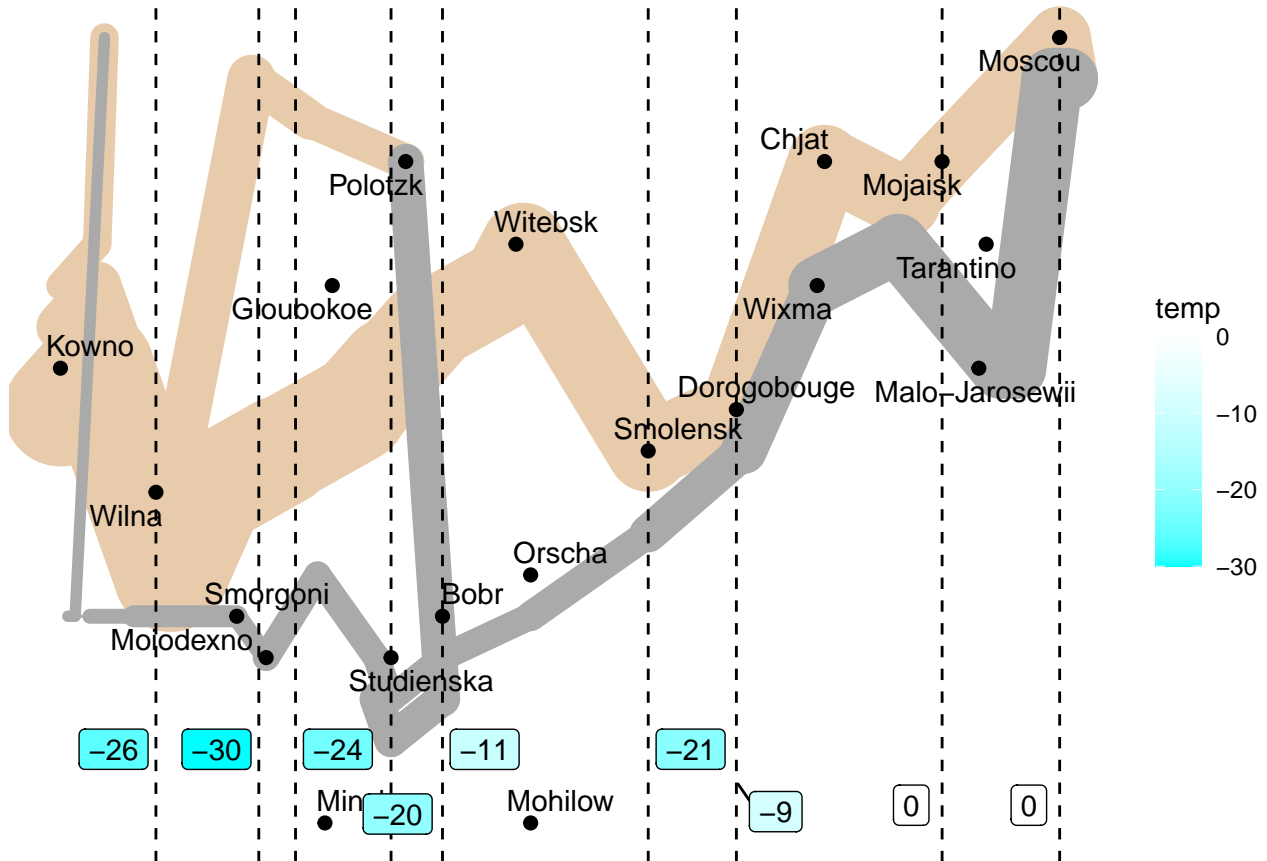 Moscou
Chjat
Mojaisk
Polotzk
Witebsk
Tarantino
Gloubokoe
Wixma
temp
0
−10
−20
−30
Kowno
Dorogobouge
Malo−Jarosewii
Smolensk
Wilna
Orscha
Smorgoni
Bobr
Molodexno
Studienska
−26
−30
−24
−11
−21
Mohilow
−20
−9
0
0